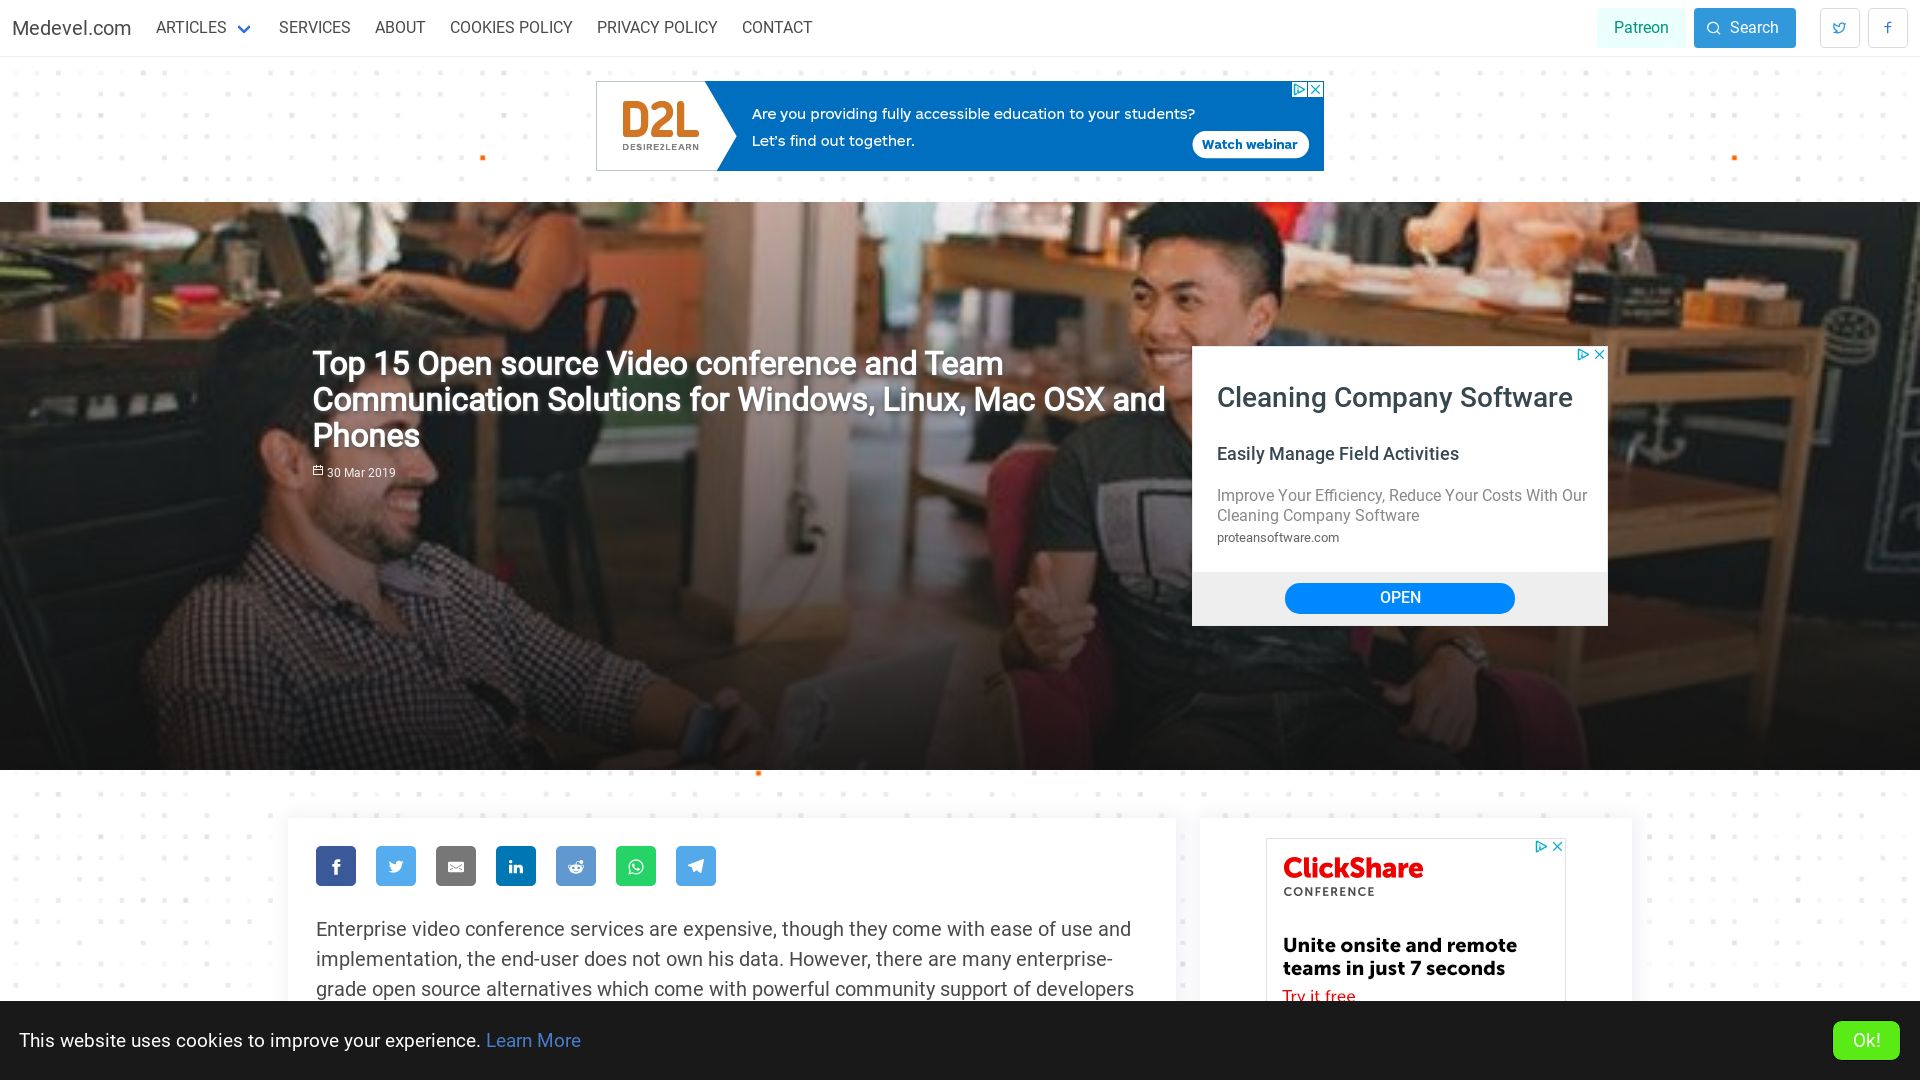 Medevel.com
ARTICLES
SERVICES
ABOUT
COOKIES POLICY
PRIVACY POLICY
CONTACT
Patreon
Search
D2L
DESIRE2LEARN
Are you providing fully accessible education to your students?
Let's find out together.
Watch webinar
Top 15 Open source Video conference and Team
Communication Solutions for Windows, Linux, Mac OSX and
Phones
30 Mar 2019
Cleaning Company Software
Easily Manage Field Activities
Improve Your Efficiency, Reduce Your Costs With Our
Cleaning Company Software
proteansoftware.com
OPEN
Enterprise video conference services are expensive, though they come with ease of use and
implementation, the end-user does not own his data. However, there are many enterprise-
grade open source alternatives which come with powerful community support of developers
ClickShare
CONFERENCE
Unite onsite and remote
teams in just 7 seconds
Try it free
This website uses cookies to improve your experience. Learn More
Ok!